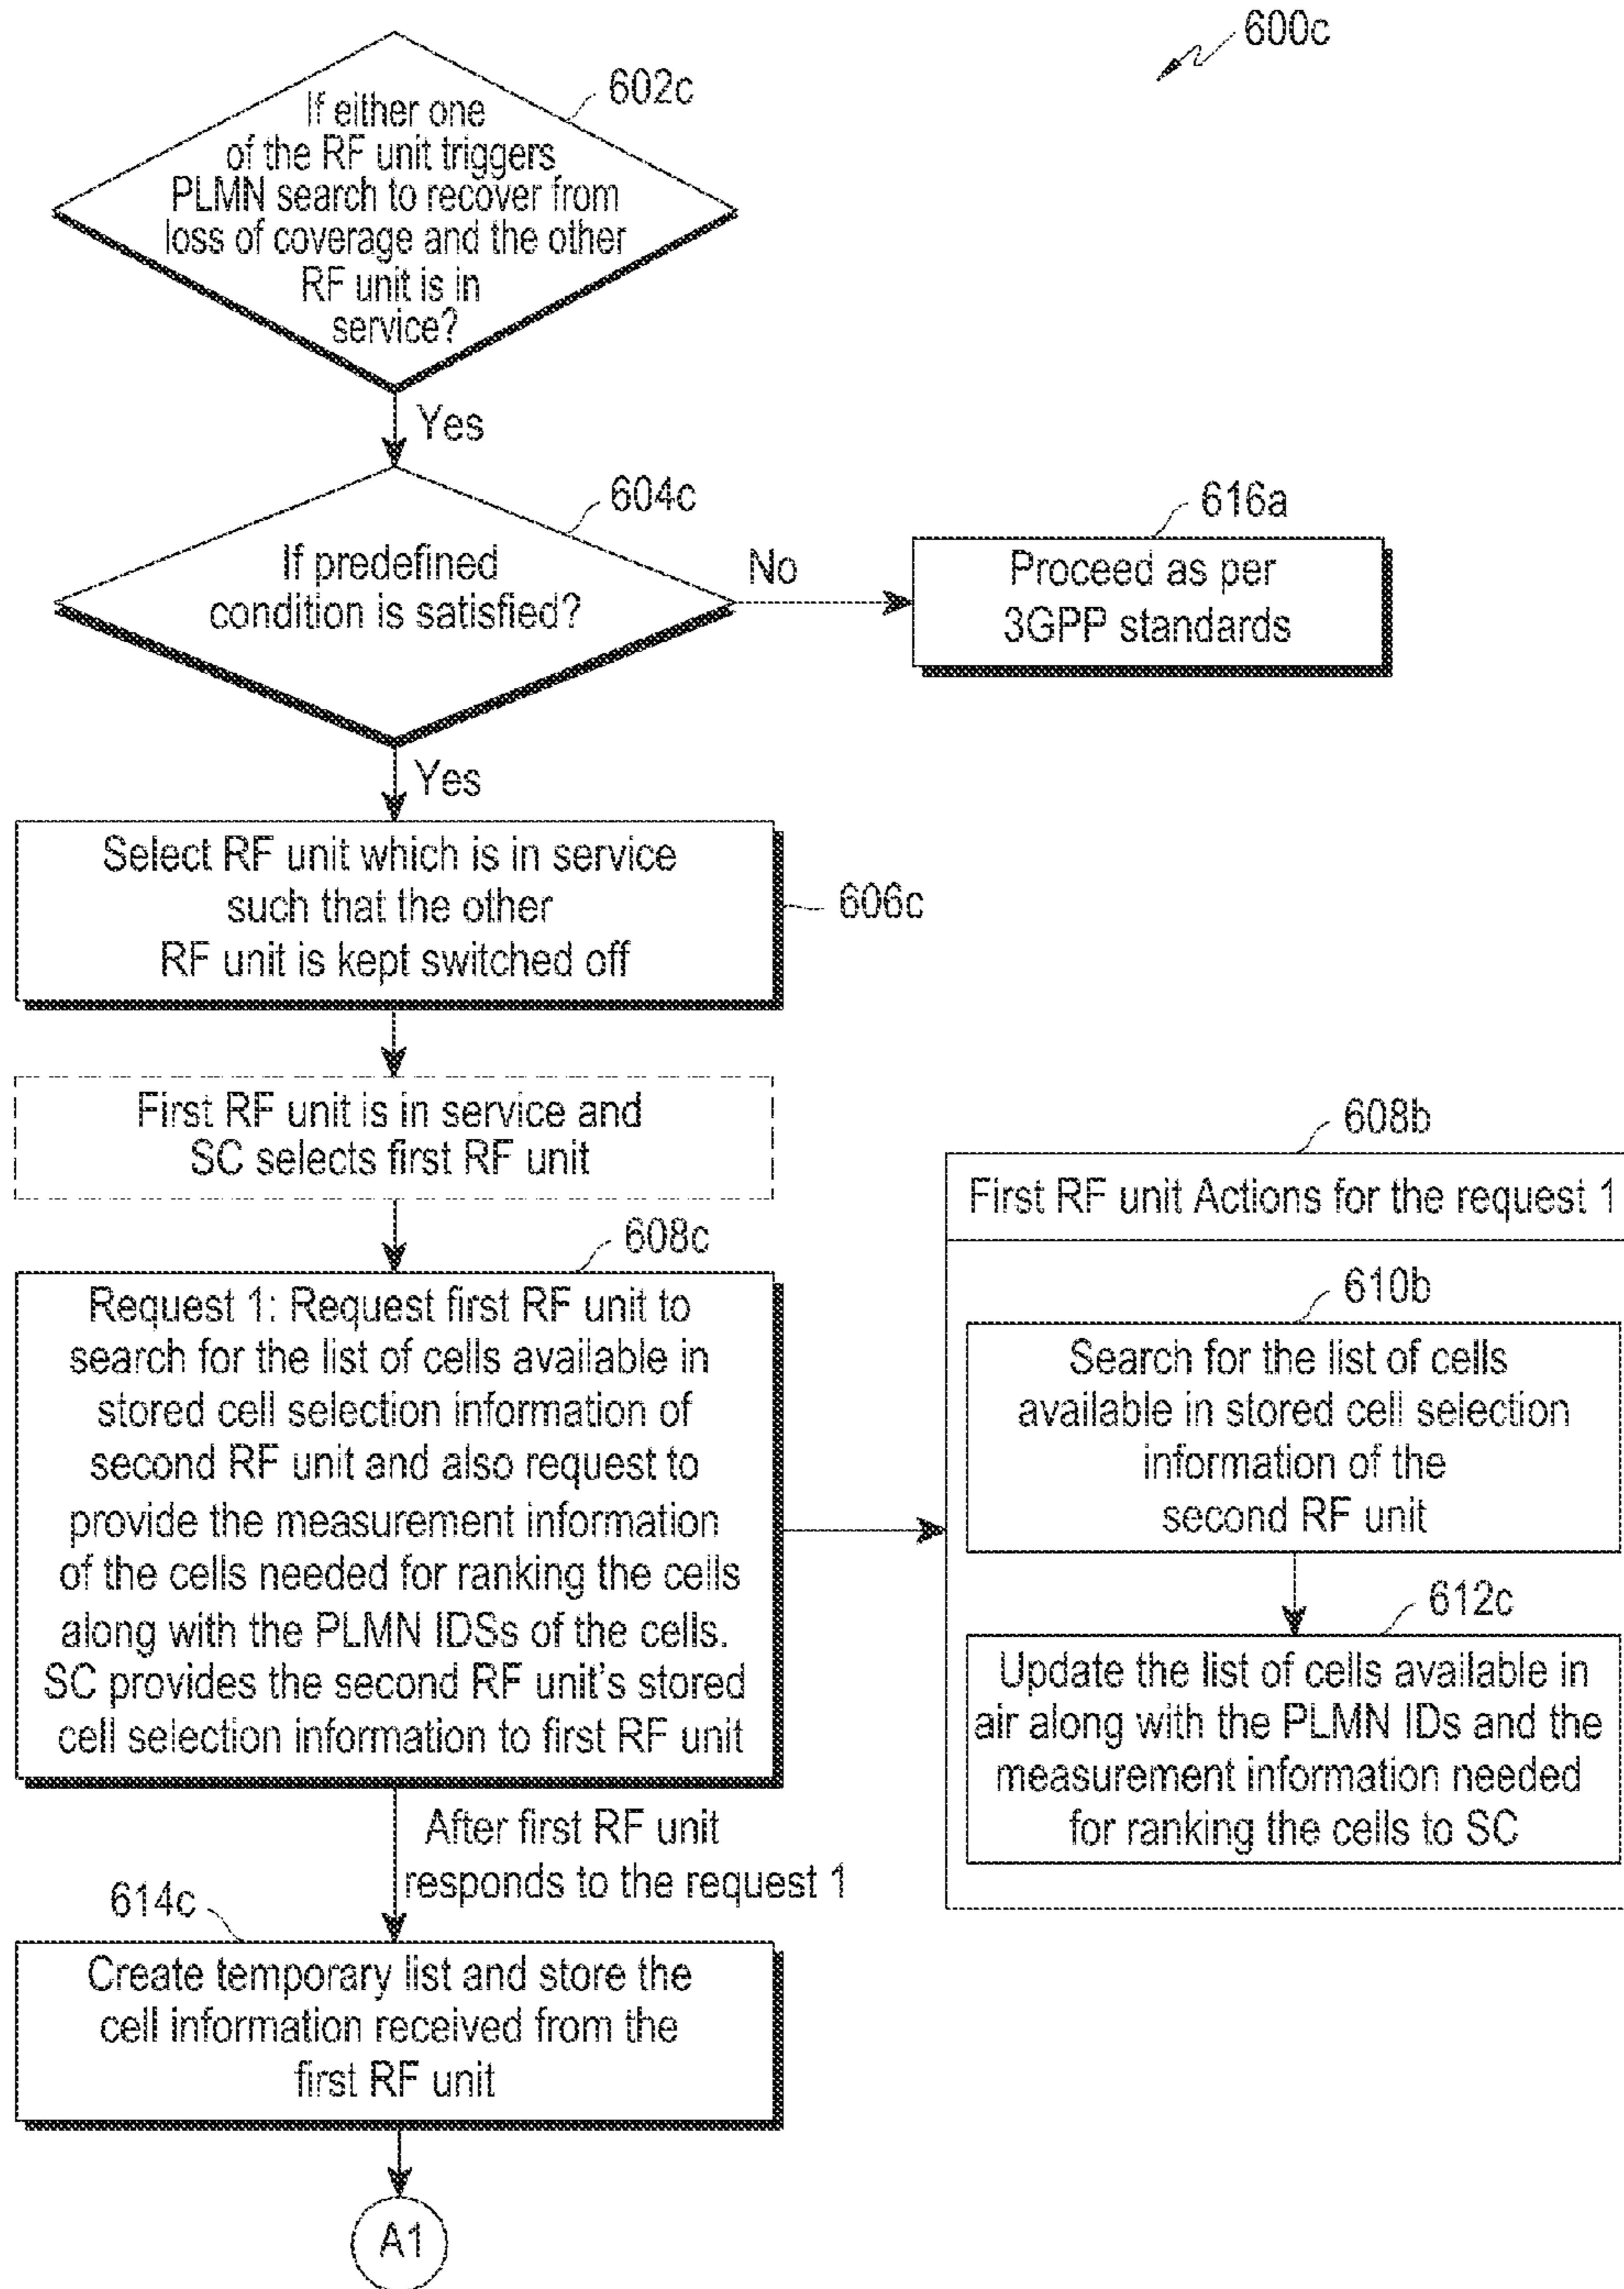 600c
602c
If either one
of the RF unit triggers
PLMN search to recover from
loss of coverage and the other
RF unit is in
service?
Yes
604c
If predefined
condition is satisfied?
No
616a
Proceed as per
3GPP standards
Yes
Select RF unit which is in service
such that the other
RF unit is kept switched off
606c
First RF unit is in service and
SC selects first RF unit
608c
Request 1: Request first RF unit to
search for the list of cells available in
stored cell selection information of
second RF unit and also request to
provide the measurement information
of the cells needed for ranking the cells
along with the PLMN IDSs of the cells.
SC provides the second RF unit's stored
cell selection information to first RF unit
608b
First RF unit Actions for the request 1
610b
Search for the list of cells
available in stored cell selection
information of the
second RF unit
612c
Update the list of cells available in
air along with the PLMN IDs and the
measurement information needed
for ranking the cells to SC
After first RF unit
responds to the request 1
614c
Create temporary list and store the
cell information received from the
first RF unit
A1